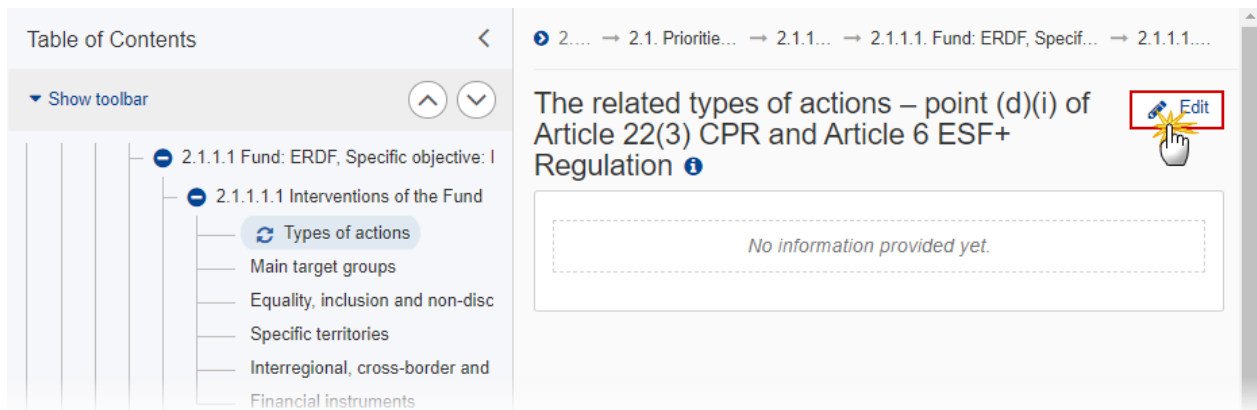 Table of Contents
2.... → 2.1. Prioritie... → 2.1.1... → 2.1.1.1. Fund: ERDF, Specif... → 2.1.1.1....
Show toolbar
The related types of actions – point (d)(i) of
Article 22(3) CPR and Article 6 ESF+
Regulation
Edit
2.1.1.1 Fund: ERDF, Specific objective: I
2.1.1.1.1 Interventions of the Fund
Types of actions
Main target groups
Equality, inclusion and non-disc
Specific territories
Interregional, cross-border and
Financial instruments
No information provided yet.